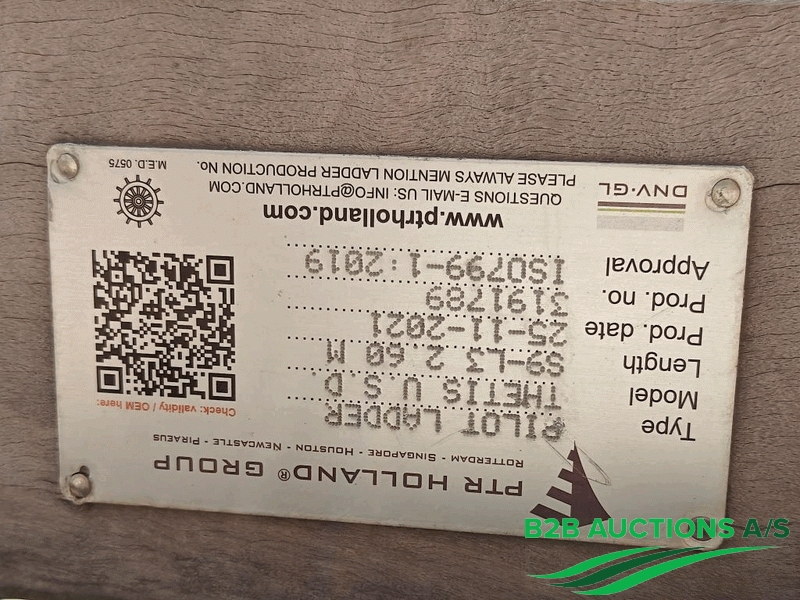 PTR HOLLAND® GROUP
ROTTERDAM - SINGAPORE - HOUSTON - NEWCASTLE - PIRAEUS
Type PILOT LADDER
Model THETIS U.S.D.
Length S9-L3 2.60 M
Prod. date 25-11-2021
Prod. no. 3191789
Approval ISO799-1:2019
Check: validity / OEM here:
www.ptrholland.com
QUESTIONS E-MAIL US: INFO@PTRHOLLAND.COM
PLEASE ALWAYS MENTION LADDER PRODUCTION No.
DNV·GL
M.E.D. 0575
B2B AUCTIONS A/S